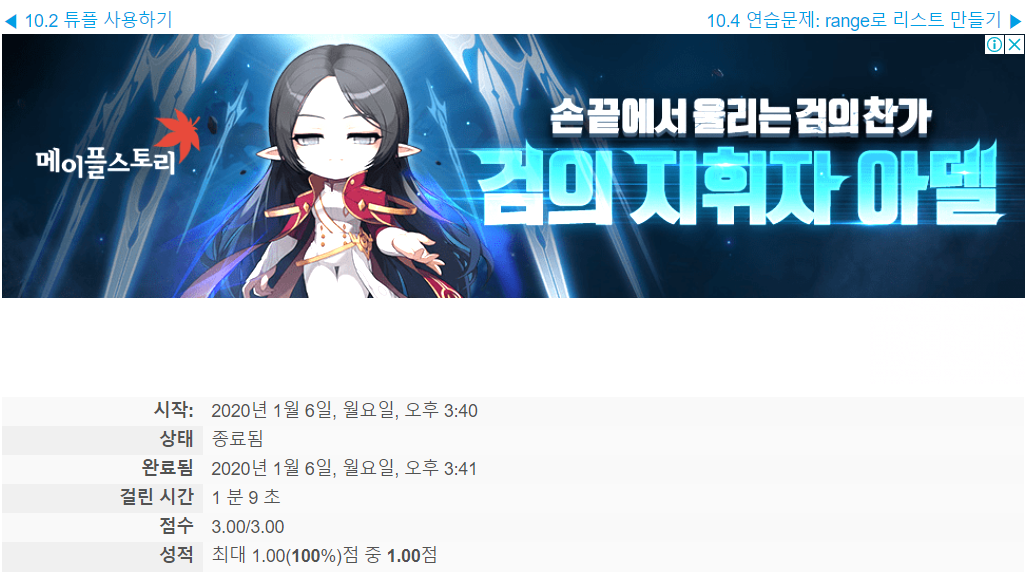 ◀ 10.2 튜플 사용하기
10.4 연습문제: range로 리스트 만들기 ▶
메이플스토리
손 끝에서 울리는 검의 찬가
검의 지휘자 아델
시작: 2020년 1월 6일, 월요일, 오후 3:40
상태 종료됨
완료됨 2020년 1월 6일, 월요일, 오후 3:41
걸린 시간 1 분 9 초
점수 3.00/3.00
성적 최대 1.00(100%)점 중 1.00점